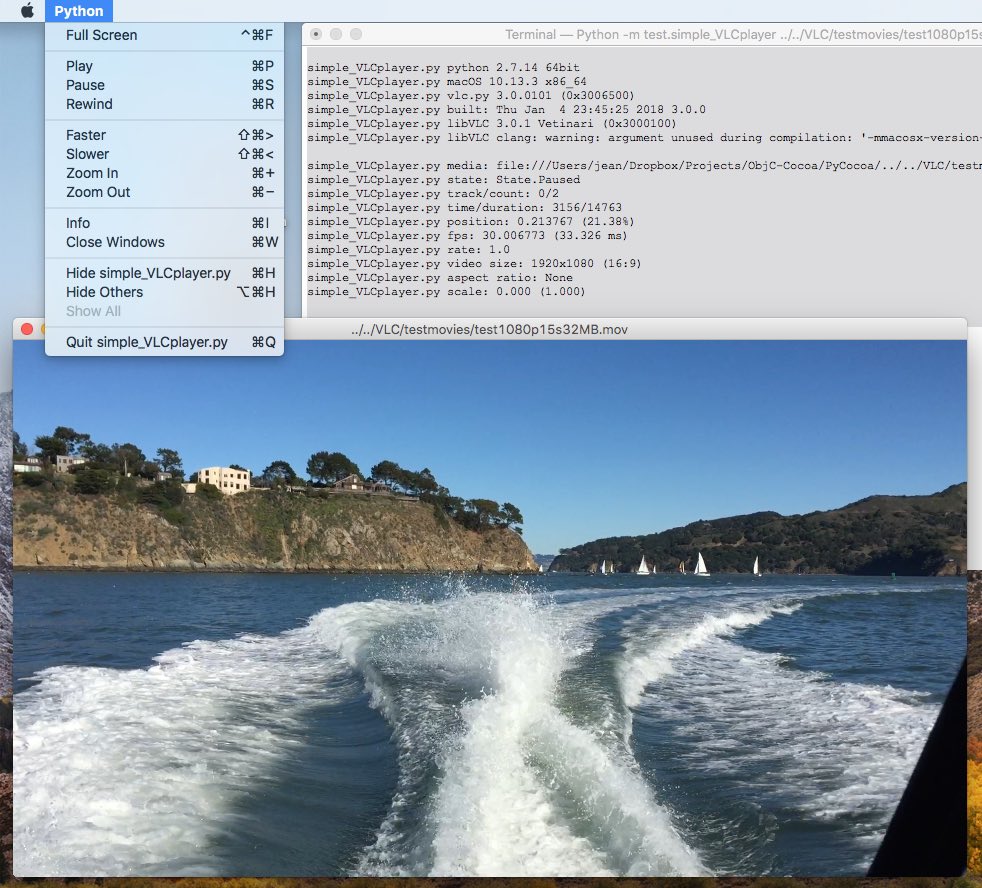 Python
Full Screen ^⌘F
Play ⌘P
Pause ⌘S
Rewind ⌘R
Faster ⇧⌘>
Slower ⇧⌘<
Zoom In ⌘+
Zoom Out ⌘−
Info ⌘I
Close Windows ⌘W
Hide simple_VLCplayer.py ⌘H
Hide Others ⌥⌘H
Show All
Quit simple_VLCplayer.py ⌘Q
Terminal — Python -m test.simple_VLCplayer ../../VLC/testmovies/test1080p15s
simple_VLCplayer.py python 2.7.14 64bit
simple_VLCplayer.py macOS 10.13.3 x86_64
simple_VLCplayer.py vlc.py 3.0.0101 (0x3006500)
simple_VLCplayer.py built: Thu Jan  4 23:45:25 2018 3.0.0
simple_VLCplayer.py libVLC 3.0.1 Vetinari (0x3000100)
simple_VLCplayer.py libVLC clang: warning: argument unused during compilation: '-mmacosx-version-
simple_VLCplayer.py media: file:///Users/jean/Dropbox/Projects/ObjC-Cocoa/PyCocoa/../../VLC/testm
simple_VLCplayer.py state: State.Paused
simple_VLCplayer.py track/count: 0/2
simple_VLCplayer.py time/duration: 3156/14763
simple_VLCplayer.py position: 0.213767 (21.38%)
simple_VLCplayer.py fps: 30.006773 (33.326 ms)
simple_VLCplayer.py rate: 1.0
simple_VLCplayer.py video size: 1920x1080 (16:9)
simple_VLCplayer.py aspect ratio: None
simple_VLCplayer.py scale: 0.000 (1.000)
../../VLC/testmovies/test1080p15s32MB.mov